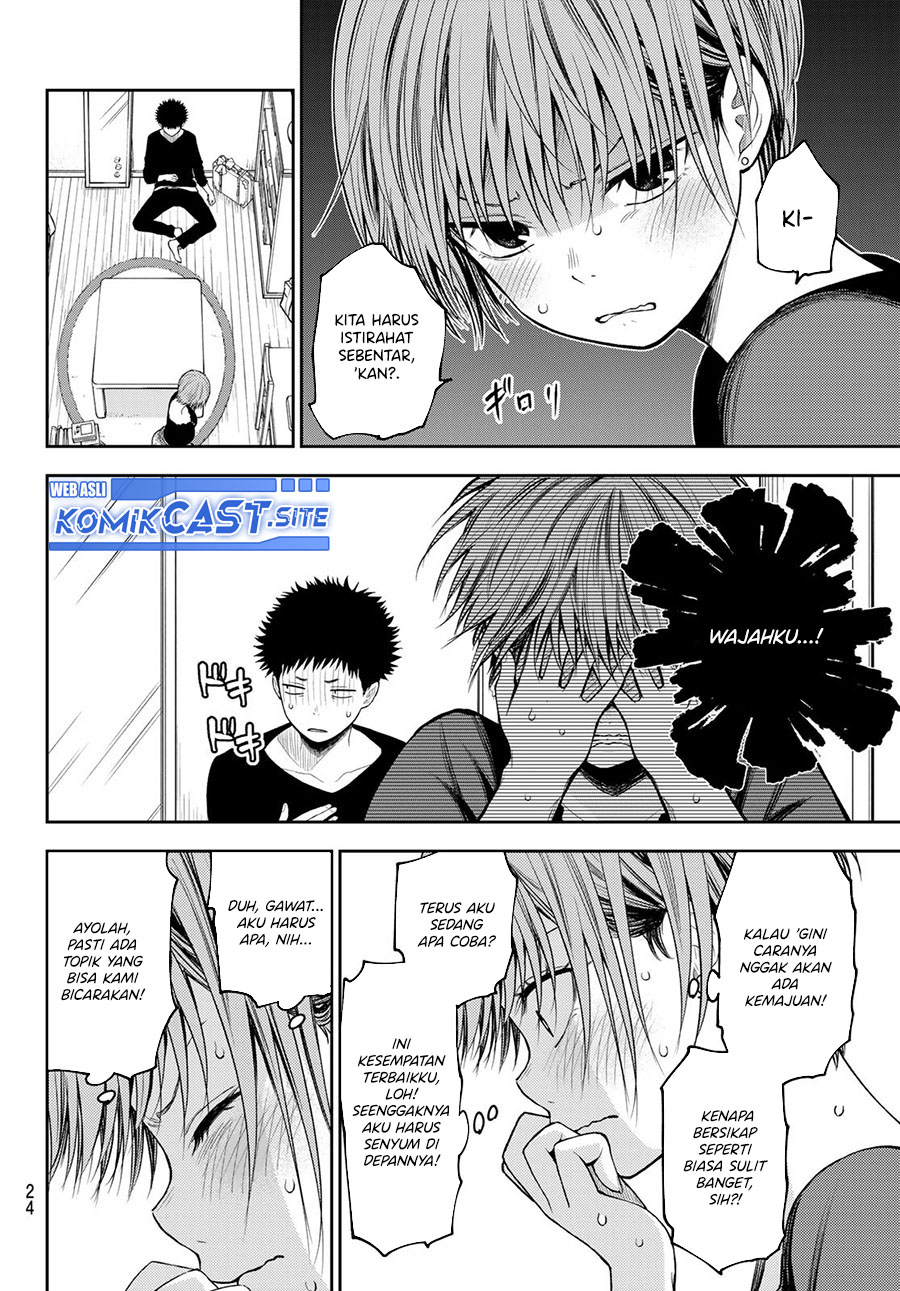 KI-
KITA HARUS
ISTIRAHAT
SEBENTAR,
'KAN?.
ギロリ
WEB ASLI
KOMIKCAST.SITE
WAJAHKU...!
ドキ
ドキ
KALAU 'GINI
CARANYA
NGGAK AKAN
ADA
KEMAJUAN!
KENAPA
BERSIKAP
SEPERTI
BIASA SULIT
BANGET,
SIH?!
TERUS AKU
SEDANG
APA COBA?
INI
KESEMPATAN
TERBAIKKU,
LOH!
SEENGGAKNYA
AKU HARUS
SENYUM DI
DEPANNYA!
DUH, GAWAT...
AKU HARUS
APA, NIH...
AYOLAH,
PASTI ADA
TOPIK YANG
BISA KAMI
BICARAKAN!
24